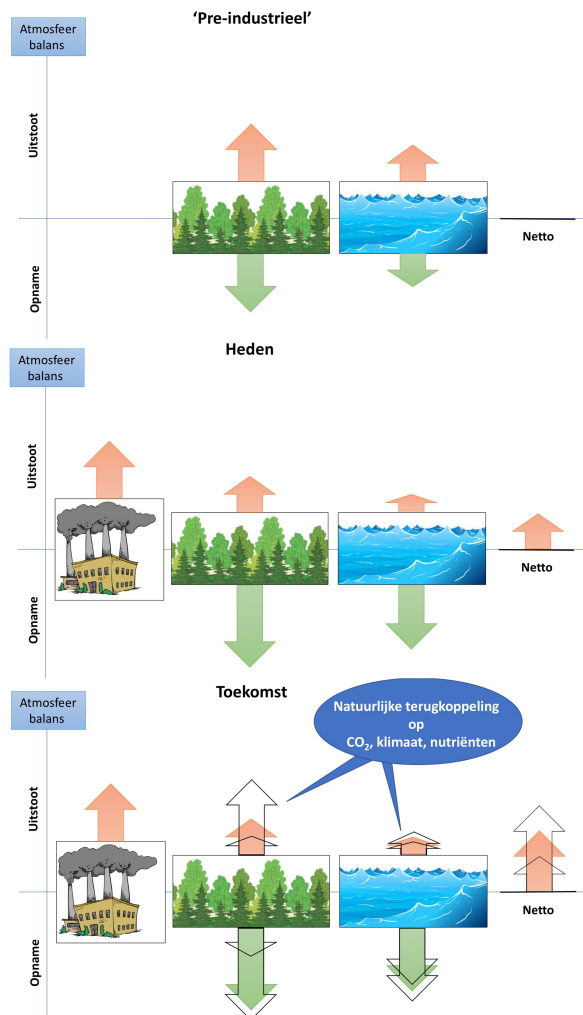 ‘Pre-industrieel’
Atmosfeer
balans
Uitstoot
Opname
Netto
Heden
Atmosfeer
balans
Uitstoot
Opname
Netto
Toekomst
Atmosfeer
balans
Natuurlijke terugkoppeling
op
CO₂, klimaat, nutriënten
Uitstoot
Opname
Netto